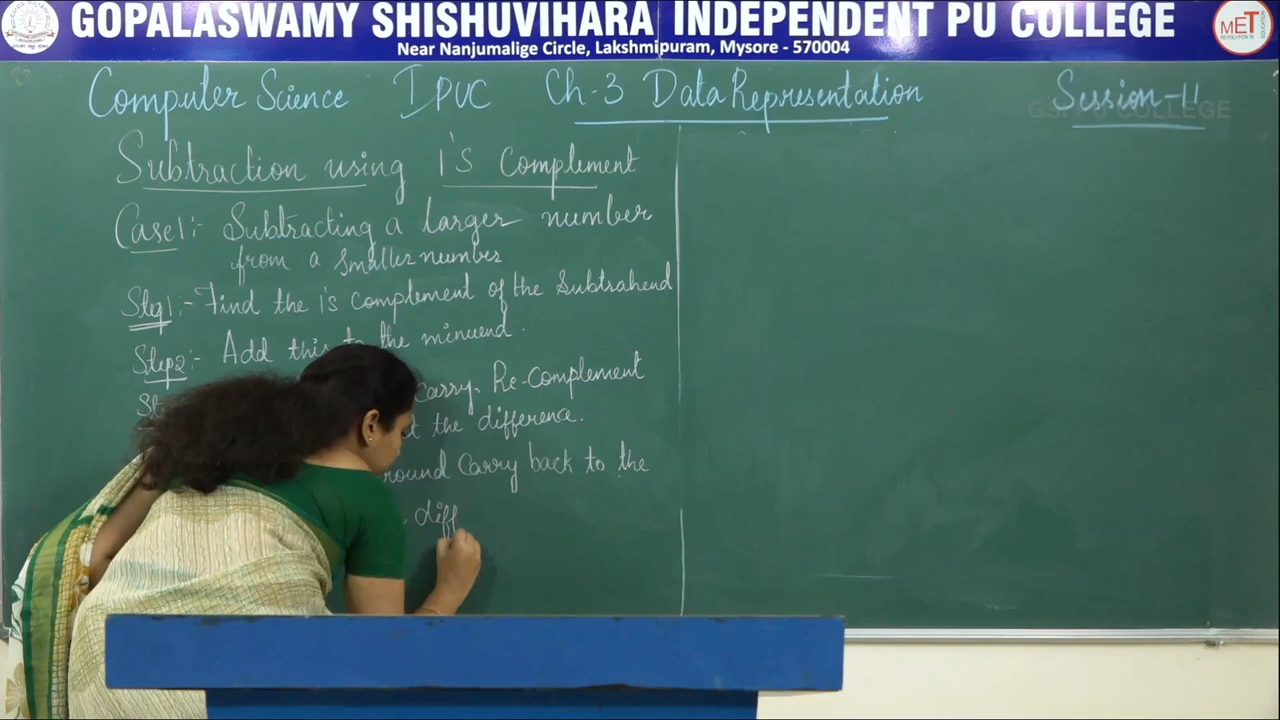 GOPALASWAMY SHISHUVIHARA INDEPENDENT PU COLLEGE
Near Nanjumalige Circle, Lakshmipuram, Mysore - 570004
MET
Computer Science I PUC Ch-3 Data Representation Session-11
GSI PU COLLEGE
Subtraction using 1's Complement
Case1:- Subtracting a larger number
from a smaller number
Step1:- Find the 1's complement of the Subtrahend
Step2:- Add this to the minuend.
carry, Re-Complement
the difference.
round carry back to the
diff